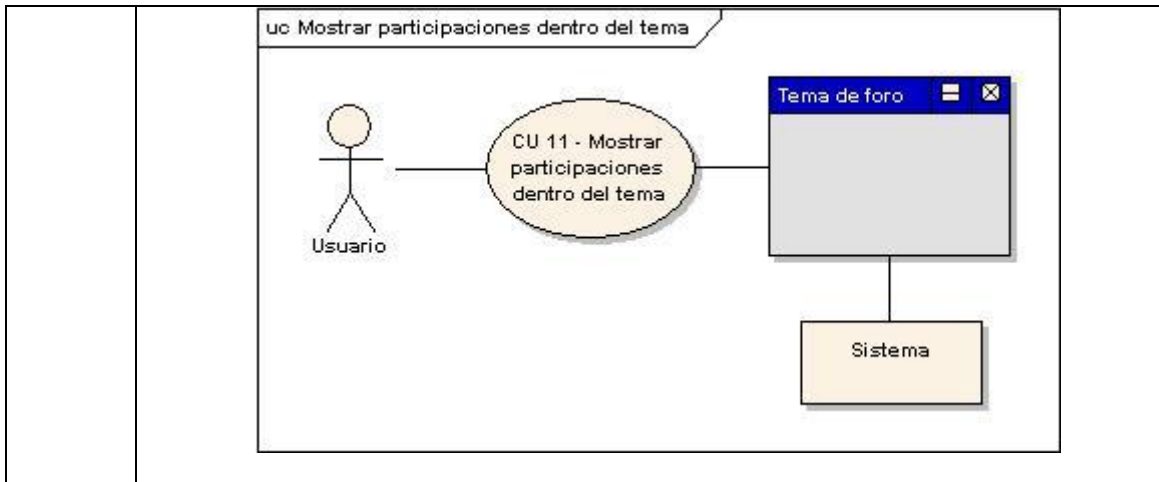 uc Mostrar participaciones dentro del tema
Tema de foro
CU 11 - Mostrar
participaciones
dentro del tema
Usuario
Sistema